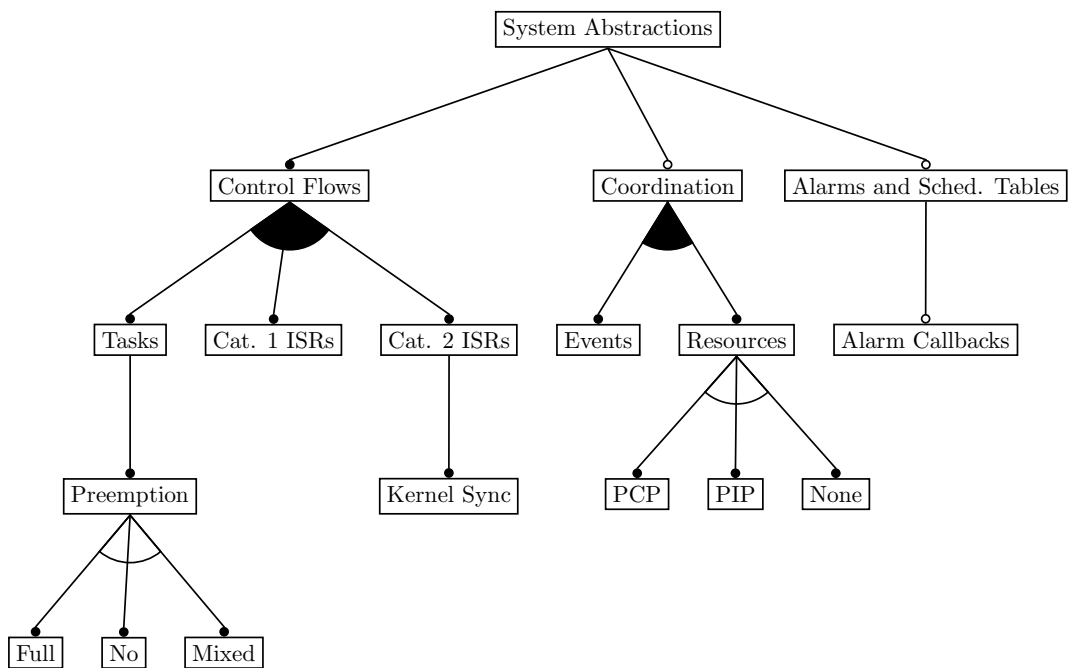 System Abstractions
Control Flows
Coordination
Alarms and Sched. Tables
Tasks
Cat. 1 ISRs
Cat. 2 ISRs
Events
Resources
Alarm Callbacks
Preemption
Kernel Sync
PCP
PIP
None
Full
No
Mixed